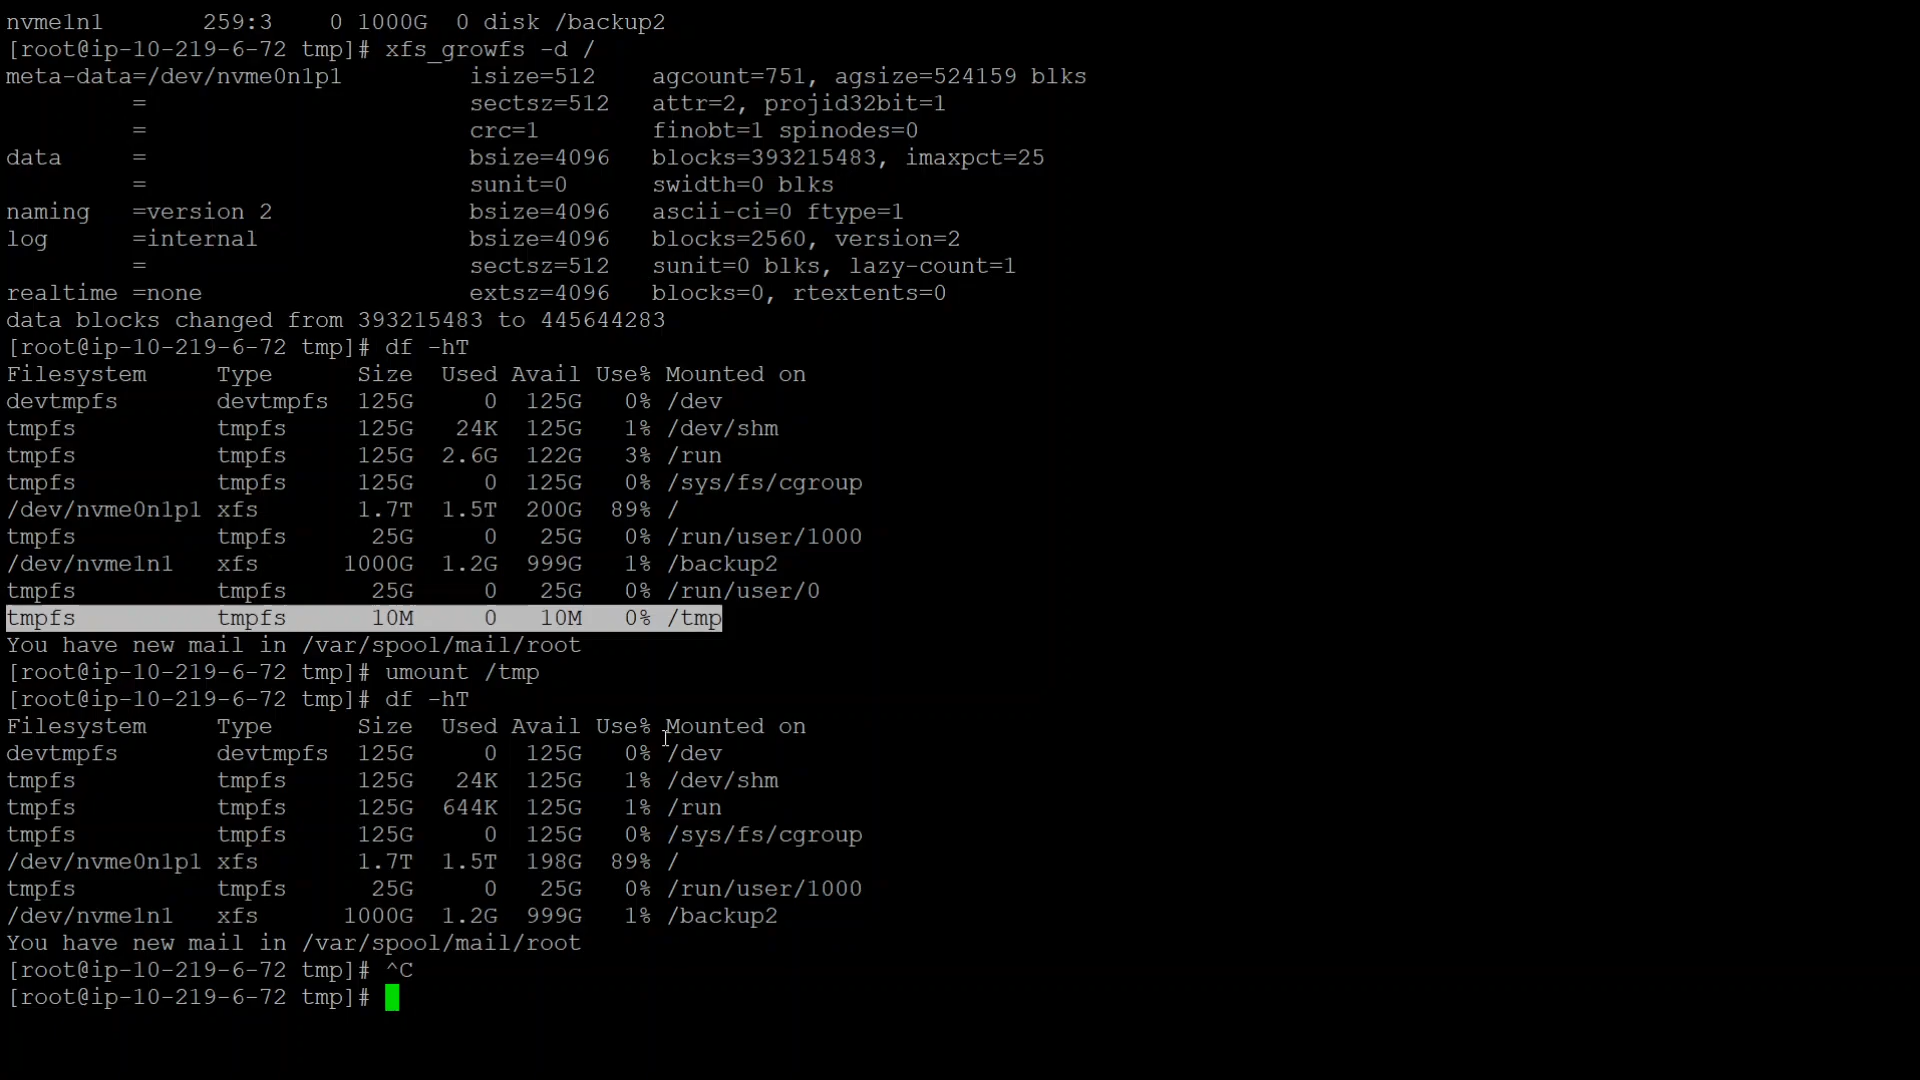 nvme1n1       259:3    0 1000G  0 disk /backup2
[root@ip-10-219-6-72 tmp]# xfs_growfs -d /
meta-data=/dev/nvme0n1p1         isize=512    agcount=751, agsize=524159 blks
         =                       sectsz=512   attr=2, projid32bit=1
         =                       crc=1        finobt=1 spinodes=0
data     =                       bsize=4096   blocks=393215483, imaxpct=25
         =                       sunit=0      swidth=0 blks
naming   =version 2              bsize=4096   ascii-ci=0 ftype=1
log      =internal               bsize=4096   blocks=2560, version=2
         =                       sectsz=512   sunit=0 blks, lazy-count=1
realtime =none                   extsz=4096   blocks=0, rtextents=0
data blocks changed from 393215483 to 445644283
[root@ip-10-219-6-72 tmp]# df -hT
Filesystem     Type      Size  Used Avail Use% Mounted on
devtmpfs       devtmpfs  125G     0  125G   0% /dev
tmpfs          tmpfs     125G   24K  125G   1% /dev/shm
tmpfs          tmpfs     125G  2.6G  122G   3% /run
tmpfs          tmpfs     125G     0  125G   0% /sys/fs/cgroup
/dev/nvme0n1p1 xfs       1.7T  1.5T  200G  89% /
tmpfs          tmpfs      25G     0   25G   0% /run/user/1000
/dev/nvme1n1   xfs      1000G  1.2G  999G   1% /backup2
tmpfs          tmpfs      25G     0   25G   0% /run/user/0
tmpfs          tmpfs      10M     0   10M   0% /tmp
You have new mail in /var/spool/mail/root
[root@ip-10-219-6-72 tmp]# umount /tmp
[root@ip-10-219-6-72 tmp]# df -hT
Filesystem     Type      Size  Used Avail Use% Mounted on
devtmpfs       devtmpfs  125G     0  125G   0% /dev
tmpfs          tmpfs     125G   24K  125G   1% /dev/shm
tmpfs          tmpfs     125G  644K  125G   1% /run
tmpfs          tmpfs     125G     0  125G   0% /sys/fs/cgroup
/dev/nvme0n1p1 xfs       1.7T  1.5T  198G  89% /
tmpfs          tmpfs      25G     0   25G   0% /run/user/1000
/dev/nvme1n1   xfs      1000G  1.2G  999G   1% /backup2
You have new mail in /var/spool/mail/root
[root@ip-10-219-6-72 tmp]# ^C
[root@ip-10-219-6-72 tmp]#